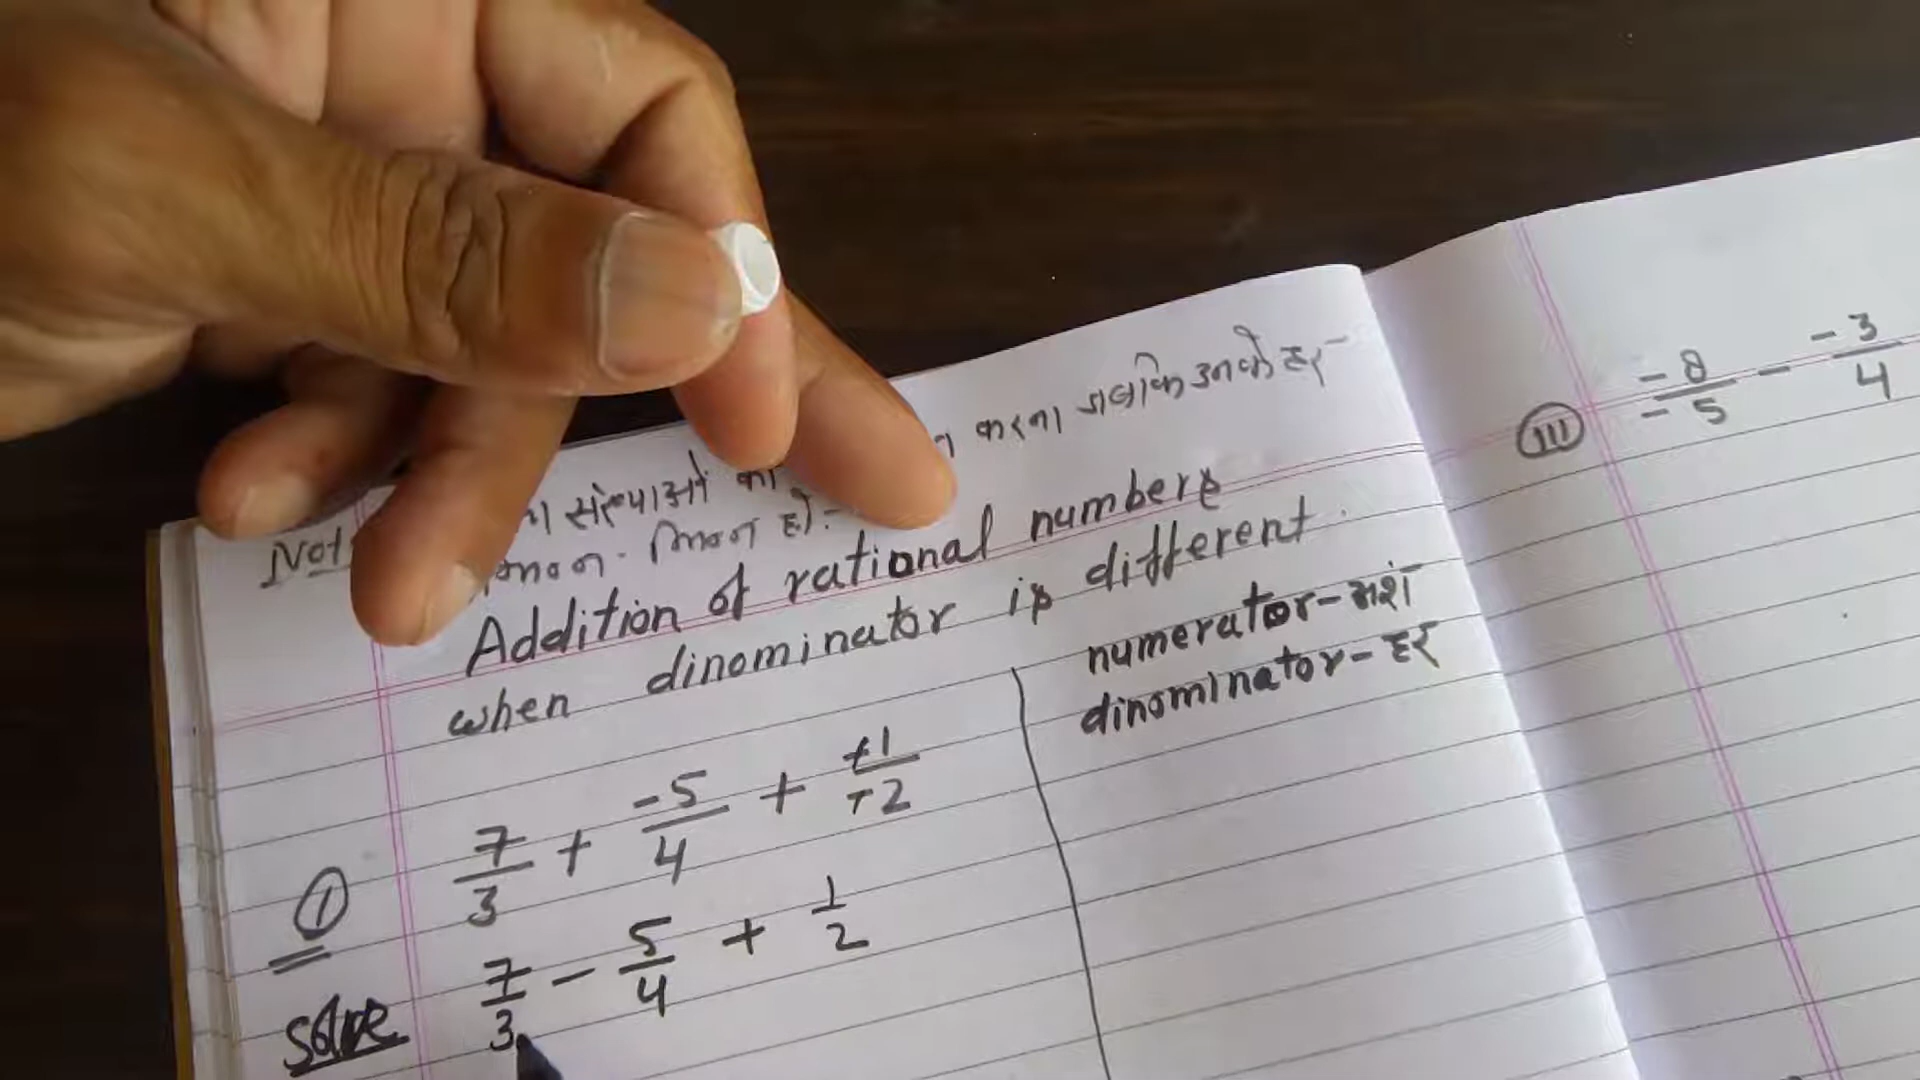 करना जबकि उनके हर
संख्याओं का
Addition of rational numbers
when dinominator is different
numerator - अशं
dinominator - हर
① 7/3 + -5/4 + +1/+2
Solve 7/3 - 5/4 + 1/2
(iii) -8/-5 - -3/4